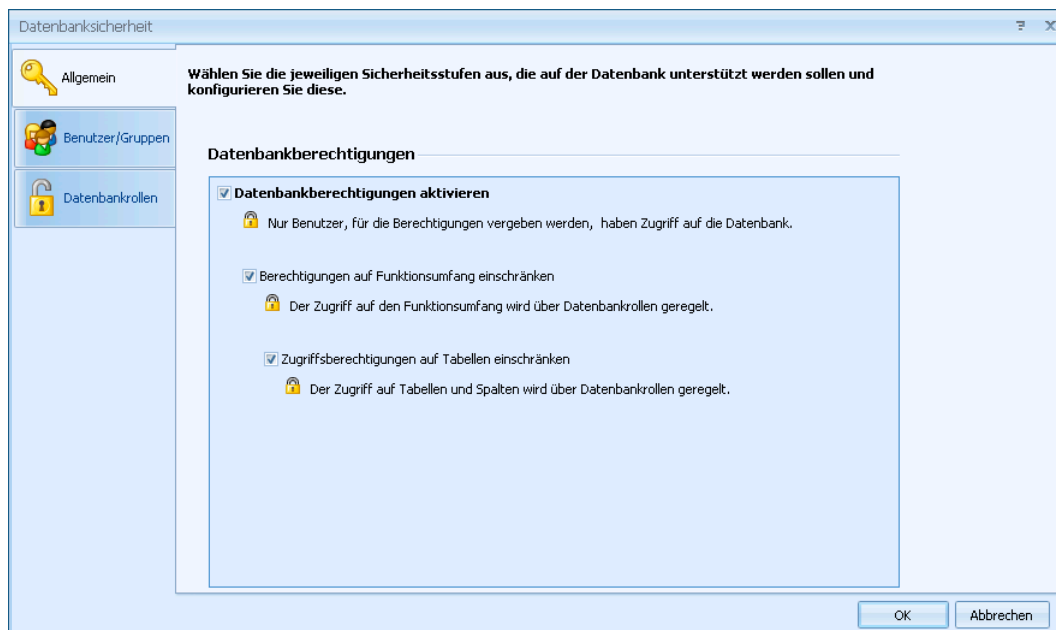 Datenbanksicherheit
? X
Allgemein
Benutzer/Gruppen
Datenbankrollen
Wählen Sie die jeweiligen Sicherheitsstufen aus, die auf der Datenbank unterstützt werden sollen und
konfigurieren Sie diese.
Datenbankberechtigungen
Datenbankberechtigungen aktivieren
Nur Benutzer, für die Berechtigungen vergeben werden, haben Zugriff auf die Datenbank.
Berechtigungen auf Funktionsumfang einschränken
Der Zugriff auf den Funktionsumfang wird über Datenbankrollen geregelt.
Zugriffsberechtigungen auf Tabellen einschränken
Der Zugriff auf Tabellen und Spalten wird über Datenbankrollen geregelt.
OK
Abbrechen